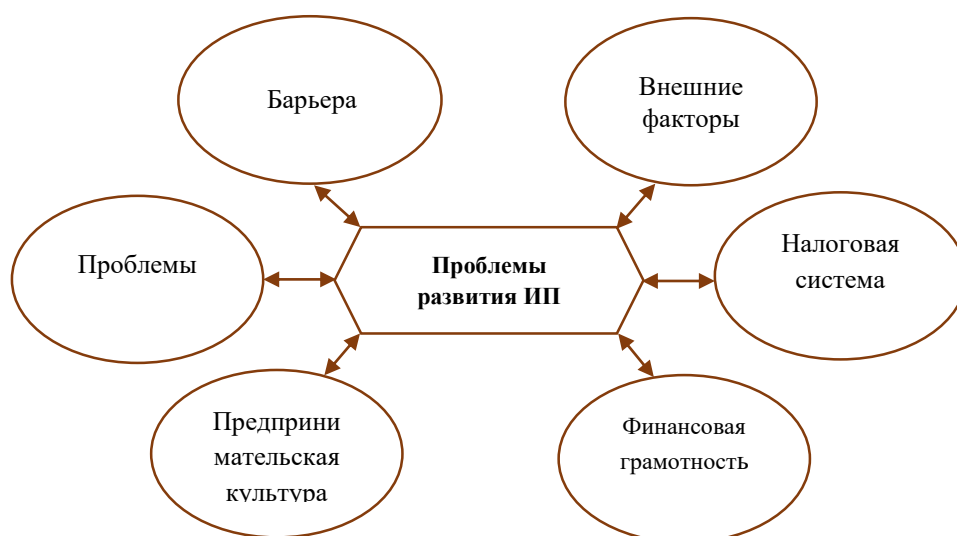 Барьера
Внешние
факторы
Проблемы
Проблемы
развития ИП
Налоговая
система
Предприни
мательская
культура
Финансовая
грамотность